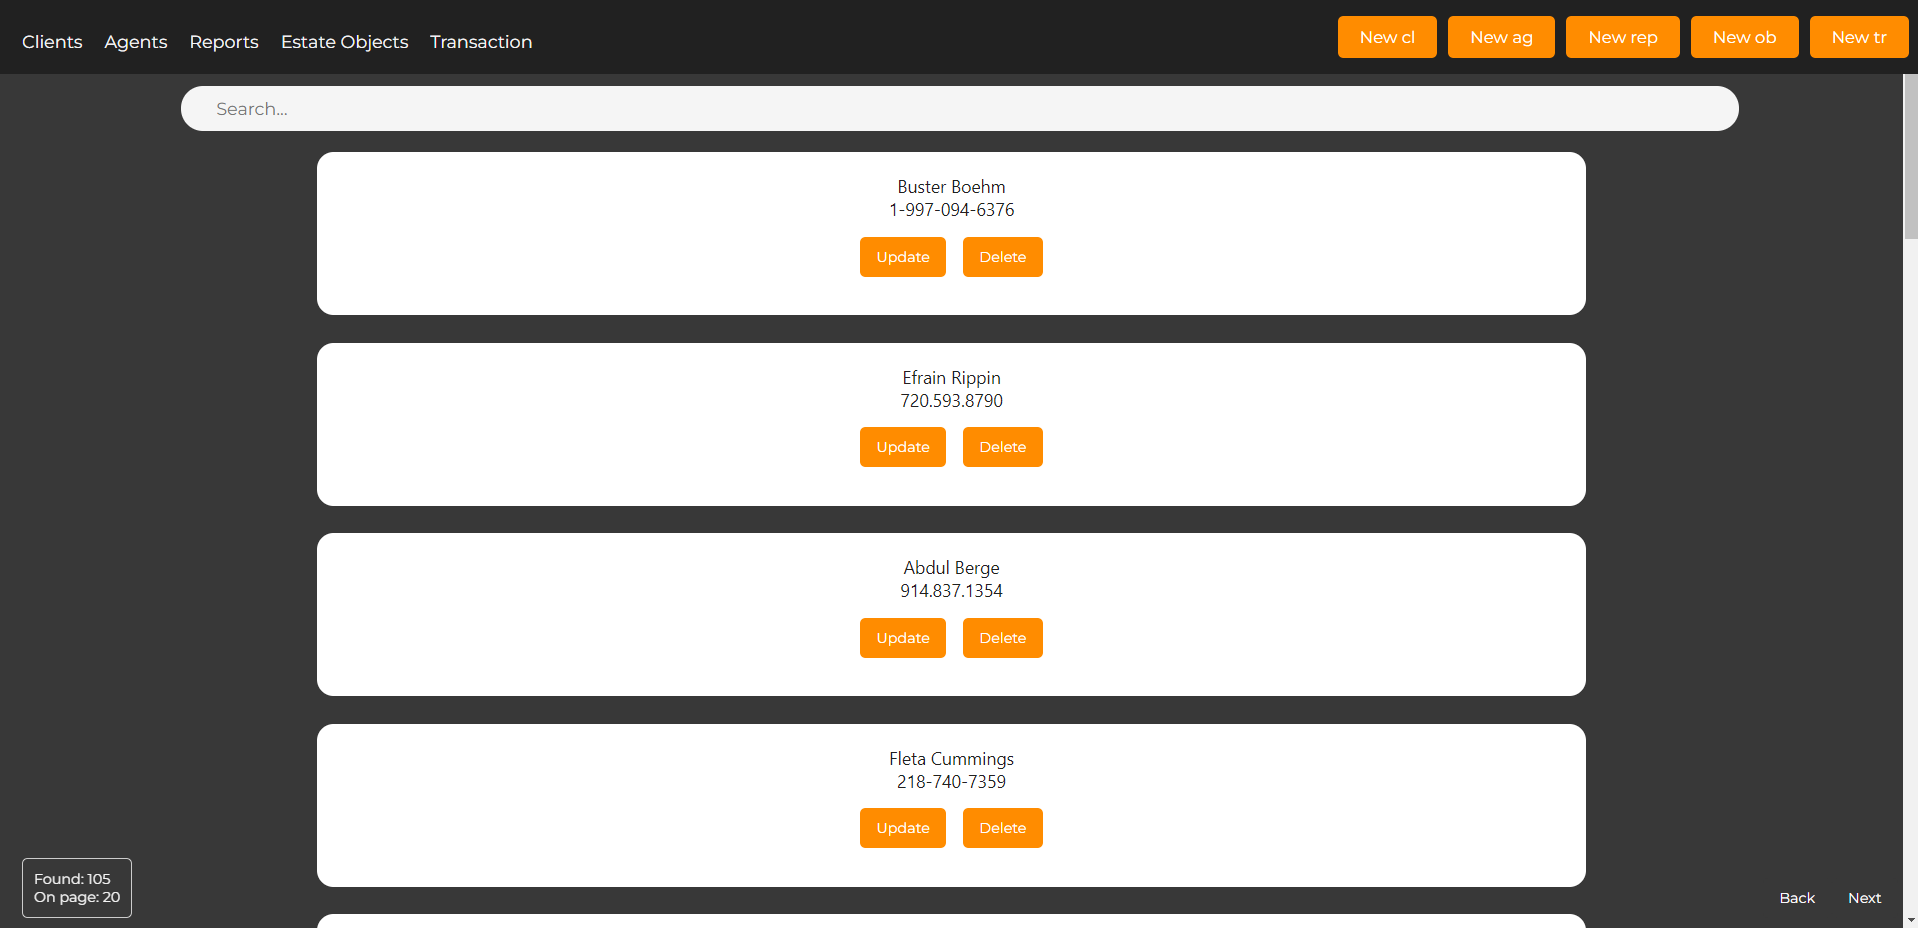 Clients Agents Reports Estate Objects Transaction New cl New ag New rep New ob New tr
Search...
Buster Boehm
1-997-094-6376
Update Delete
Efrain Rippin
720.593.8790
Update Delete
Abdul Berge
914.837.1354
Update Delete
Fleta Cummings
218-740-7359
Update Delete
Found: 105
On page: 20
Back Next